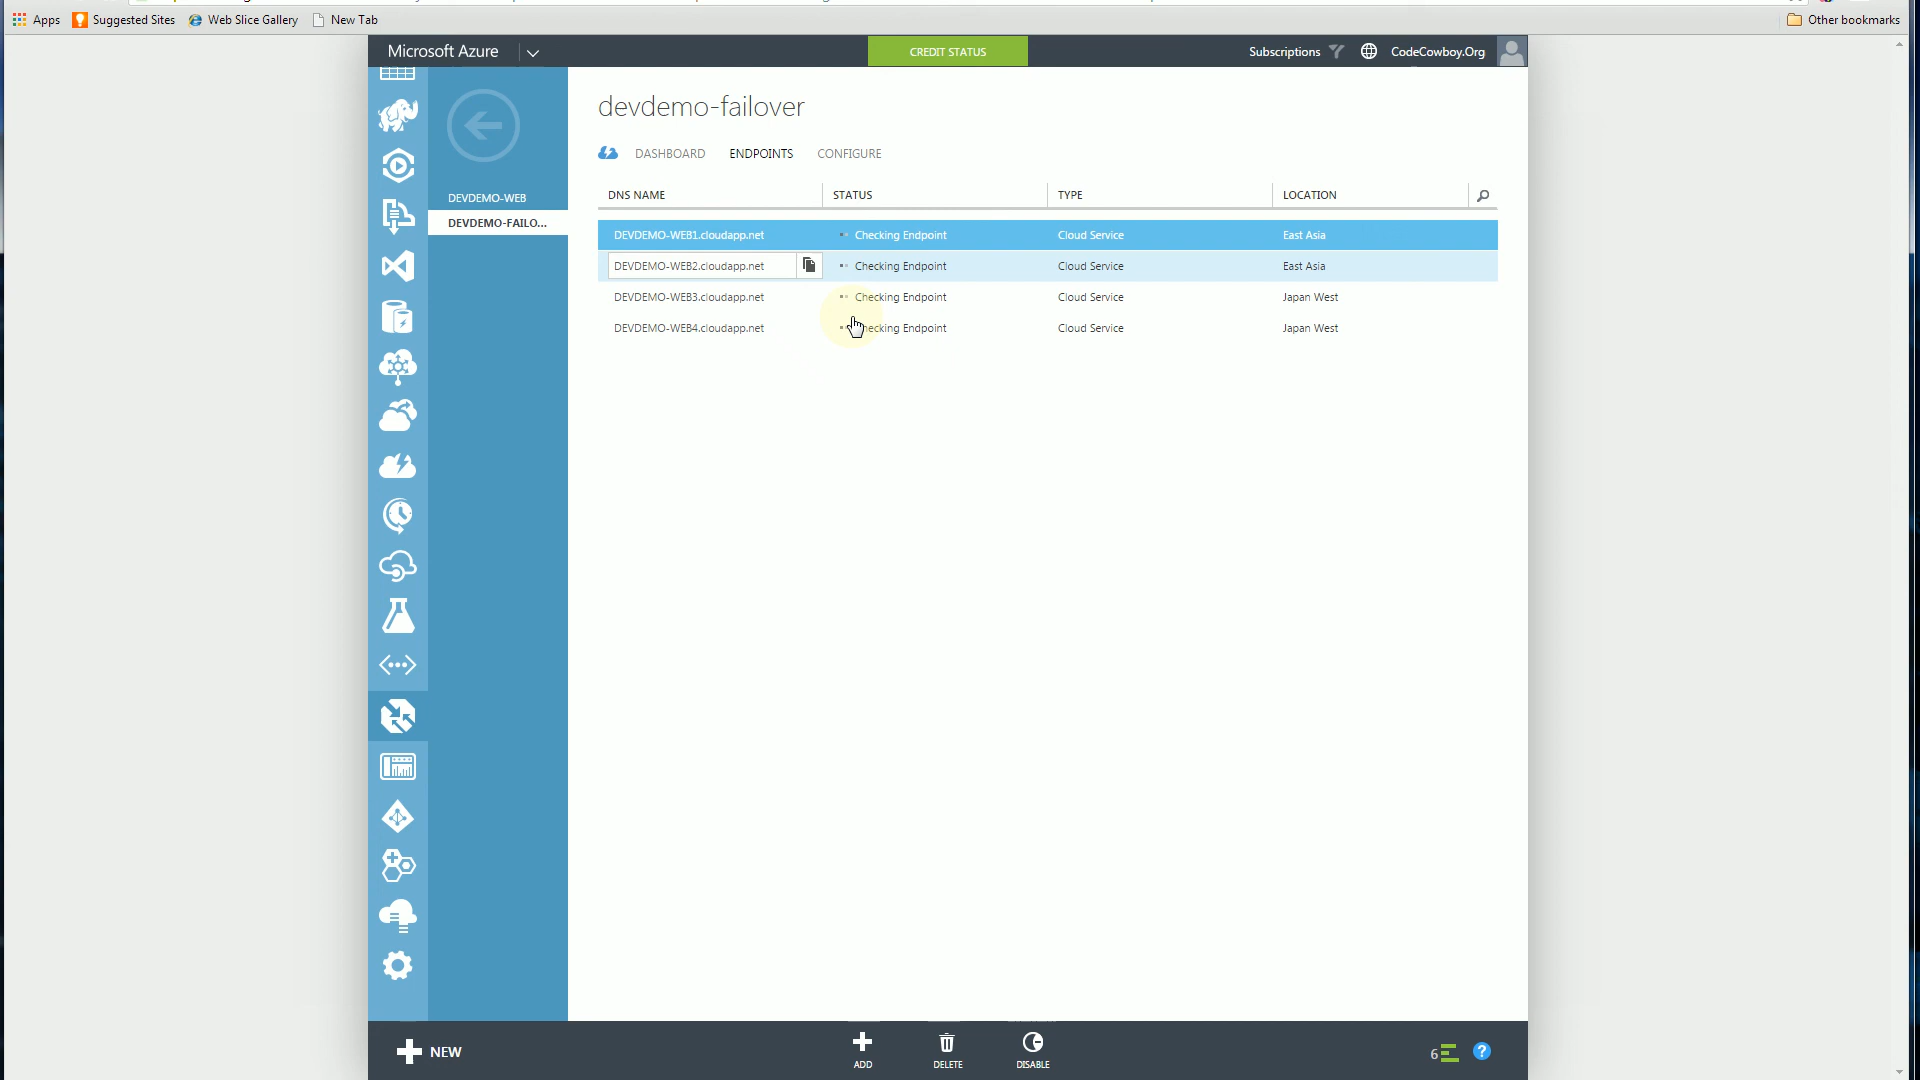 Apps Suggested Sites Web Slice Gallery New Tab Other bookmarks
Microsoft Azure CREDIT STATUS Subscriptions CodeCowboy.Org
devdemo-failover
DASHBOARD ENDPOINTS CONFIGURE
DEVDEMO-WEB
DEVDEMO-FAILO...
DNS NAME STATUS TYPE LOCATION
DEVDEMO-WEB1.cloudapp.net Checking Endpoint Cloud Service East Asia
DEVDEMO-WEB2.cloudapp.net Checking Endpoint Cloud Service East Asia
DEVDEMO-WEB3.cloudapp.net Checking Endpoint Cloud Service Japan West
DEVDEMO-WEB4.cloudapp.net Checking Endpoint Cloud Service Japan West
NEW ADD DELETE DISABLE 6 ?